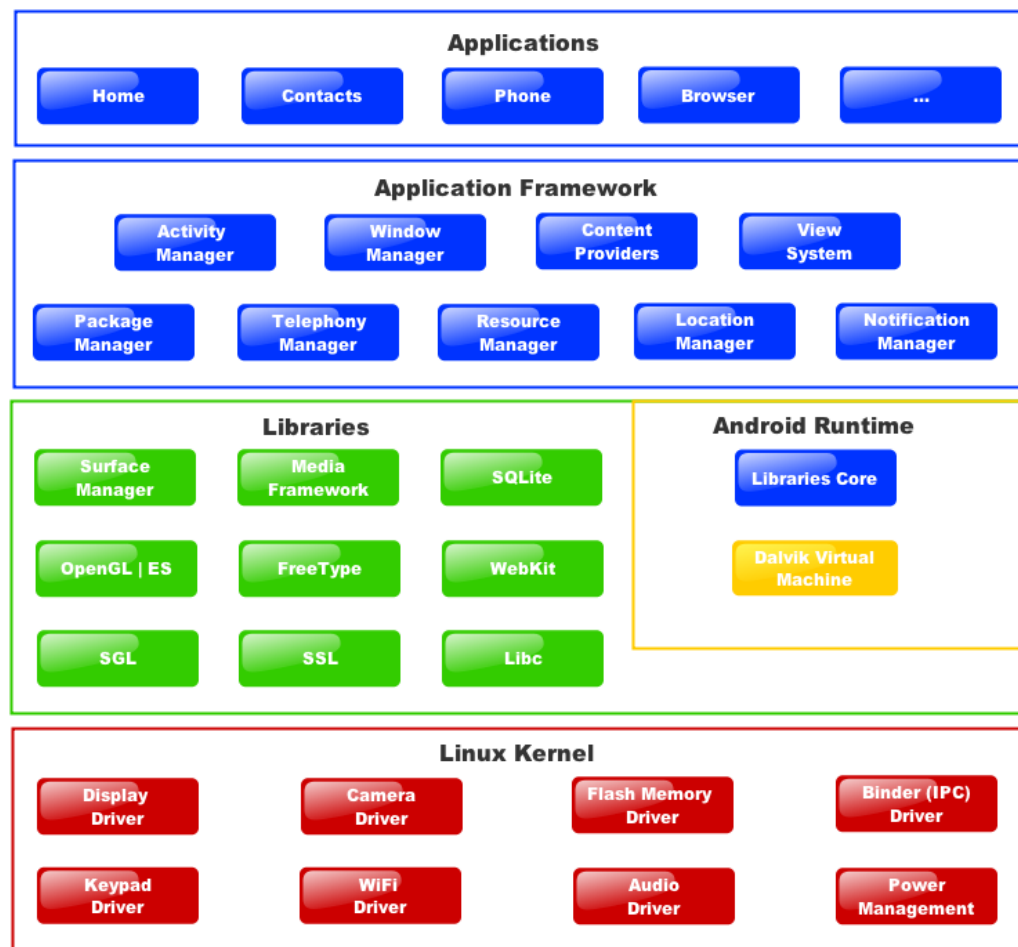 Applications
Home
Contacts
Phone
Browser
...
Application Framework
Activity
Manager
Window
Manager
Content
Providers
View
System
Package
Manager
Telephony
Manager
Resource
Manager
Location
Manager
Notification
Manager
Libraries
Surface
Manager
Media
Framework
SQLite
OpenGL | ES
FreeType
WebKit
SGL
SSL
Libc
Android Runtime
Libraries Core
Dalvik Virtual
Machine
Linux Kernel
Display
Driver
Camera
Driver
Flash Memory
Driver
Binder (IPC)
Driver
Keypad
Driver
WiFi
Driver
Audio
Driver
Power
Management